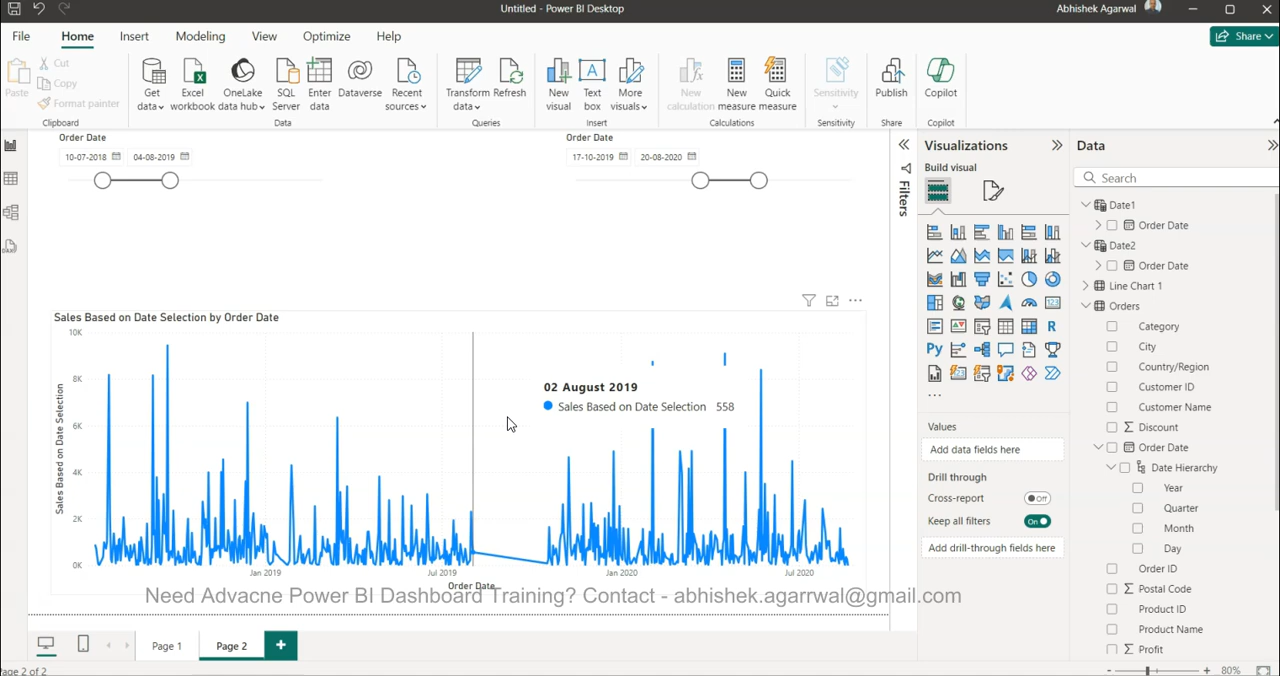 Untitled - Power BI Desktop
Abhishek Agarwal
File Home Insert Modeling View Optimize Help
Share
Paste
Cut
Copy
Format painter
Get data
Excel workbook
OneLake data hub
SQL Server
Enter data
Dataverse
Recent sources
Transform data
Refresh
New visual
Text box
More visuals
New calculation
New measure
Quick measure
Sensitivity
Publish
Copilot
Clipboard
Data
Queries
Insert
Calculations
Sensitivity
Share
Copilot
Order Date
10-07-2018 04-08-2019
Order Date
17-10-2019 20-08-2020
Sales Based on Date Selection by Order Date
Sales Based on Date Selection
10K
8K
6K
4K
2K
0K
02 August 2019
Sales Based on Date Selection 558
Jan 2019 Jul 2019 Jan 2020 Jul 2020
Order Date
Need Advacne Power BI Dashboard Training? Contact - abhishek.agarrwal@gmail.com
Filters
Visualizations
Build visual
R
Py
Values
Add data fields here
Drill through
Cross-report Off
Keep all filters On
Add drill-through fields here
Data
Search
Date1
Order Date
Date2
Order Date
Line Chart 1
Orders
Category
City
Country/Region
Customer ID
Customer Name
Discount
Order Date
Date Hierarchy
Year
Quarter
Month
Day
Order ID
Postal Code
Product ID
Product Name
Profit
Page 1
Page 2
Page 2 of 2
80%